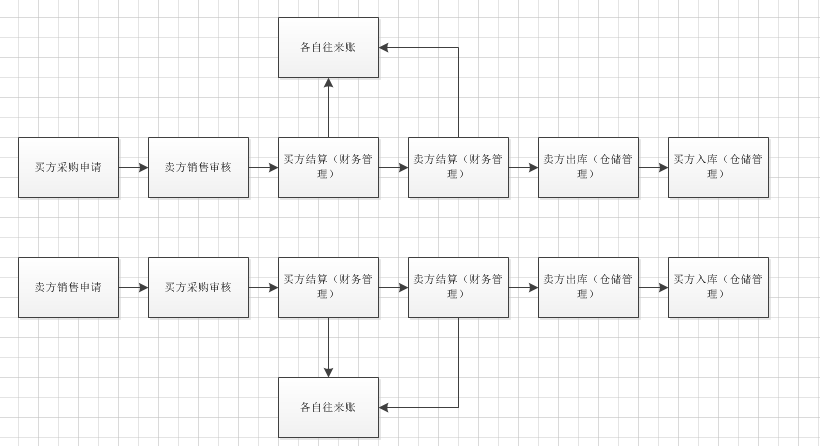 各自往来账
买方采购申请
卖方销售审核
买方结算（财务管
理）
卖方结算（财务管
理）
卖方出库（仓储管
理）
买方入库（仓储管
理）
卖方销售申请
买方采购审核
买方结算（财务管
理）
卖方结算（财务管
理）
卖方出库（仓储管
理）
买方入库（仓储管
理）
各自往来账